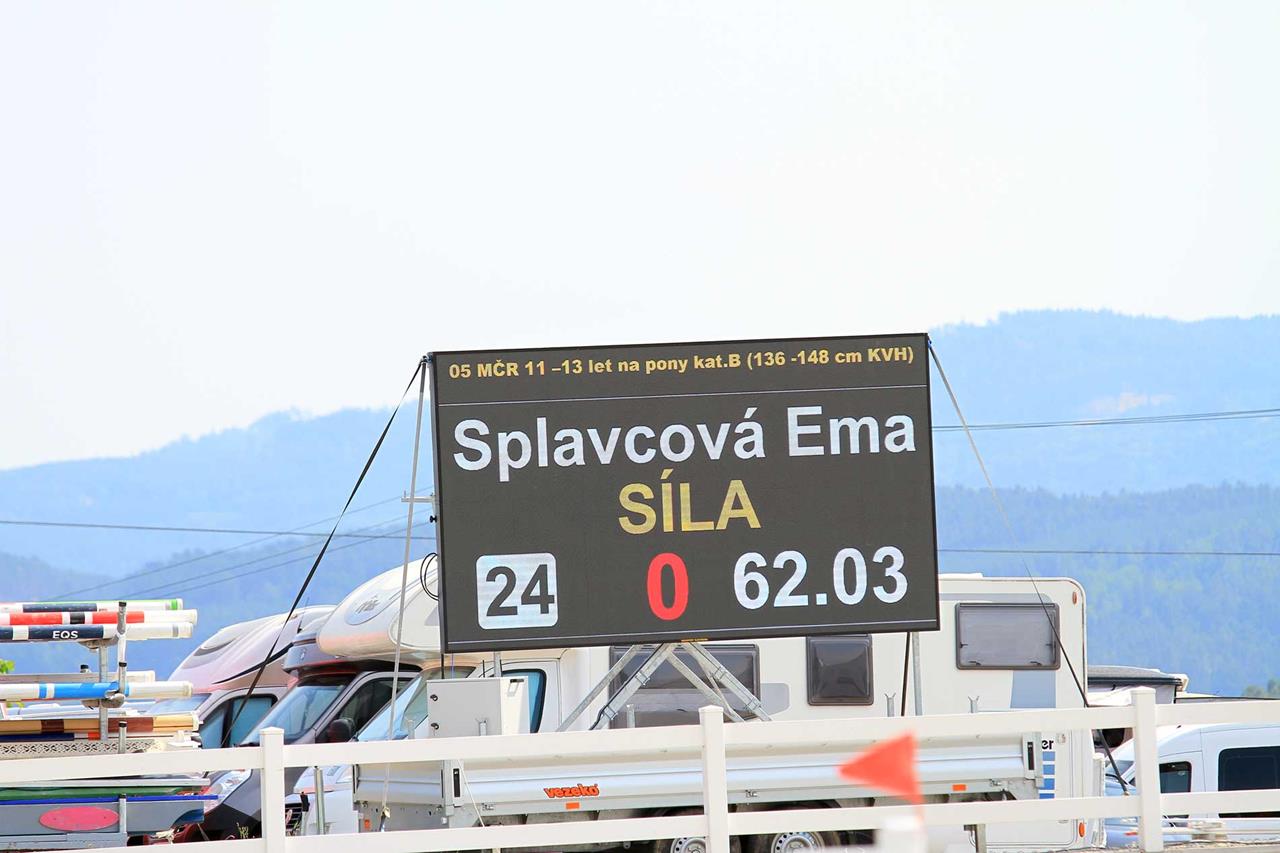 05 MČR 11 –13 let na pony kat.B (136 -148 cm KVH)
Splavcová Ema
SÍLA
24 0 62.03
EQS
vezeko